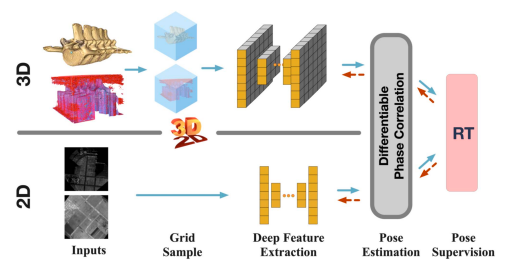 3D
3D
2D
2D
Differentiable
Phase Correlation
RT
Inputs
Grid
Sample
Deep Feature
Extraction
Pose
Estimation
Pose
Supervision